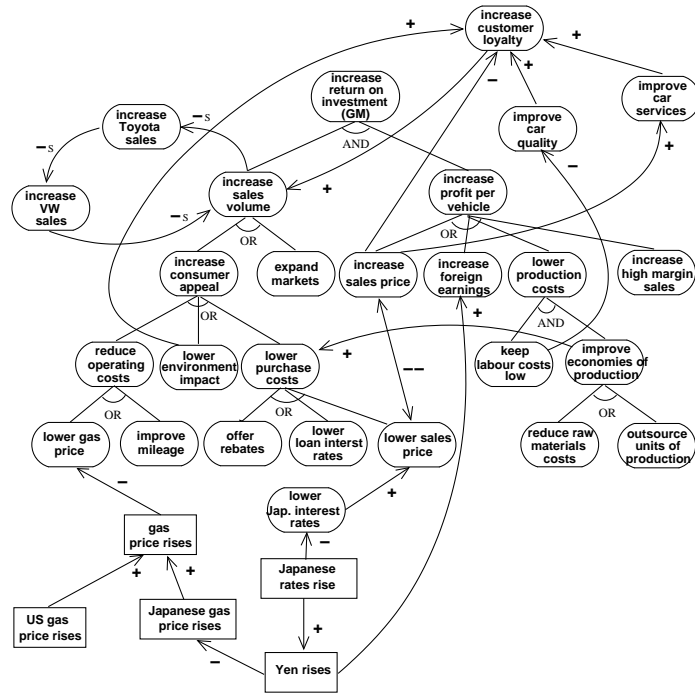 +
increase
customer
loyalty
+
+
increase
return on
investment
(GM)
−
improve
car
services
−S
increase
Toyota
sales
improve
car
quality
AND
−S
−
+
increase
sales
volume
+
increase
profit per
vehicle
increase
VW
sales
−S
OR
OR
increase
consumer
appeal
expand
markets
increase
sales price
increase
foreign
earnings
lower
production
costs
increase
high margin
sales
OR
+
AND
reduce
operating
costs
lower
environment
impact
lower
purchase
costs
+
−−
keep
labour costs
low
improve
economies of
production
OR
OR
OR
lower gas
price
improve
mileage
offer
rebates
lower
loan interst
rates
lower sales
price
reduce raw
materials
costs
outsource
units of
production
−
lower
Jap. interest
rates
+
gas
price rises
−
+
+
Japanese
rates rise
US gas
price rises
Japanese gas
price rises
+
−
Yen rises